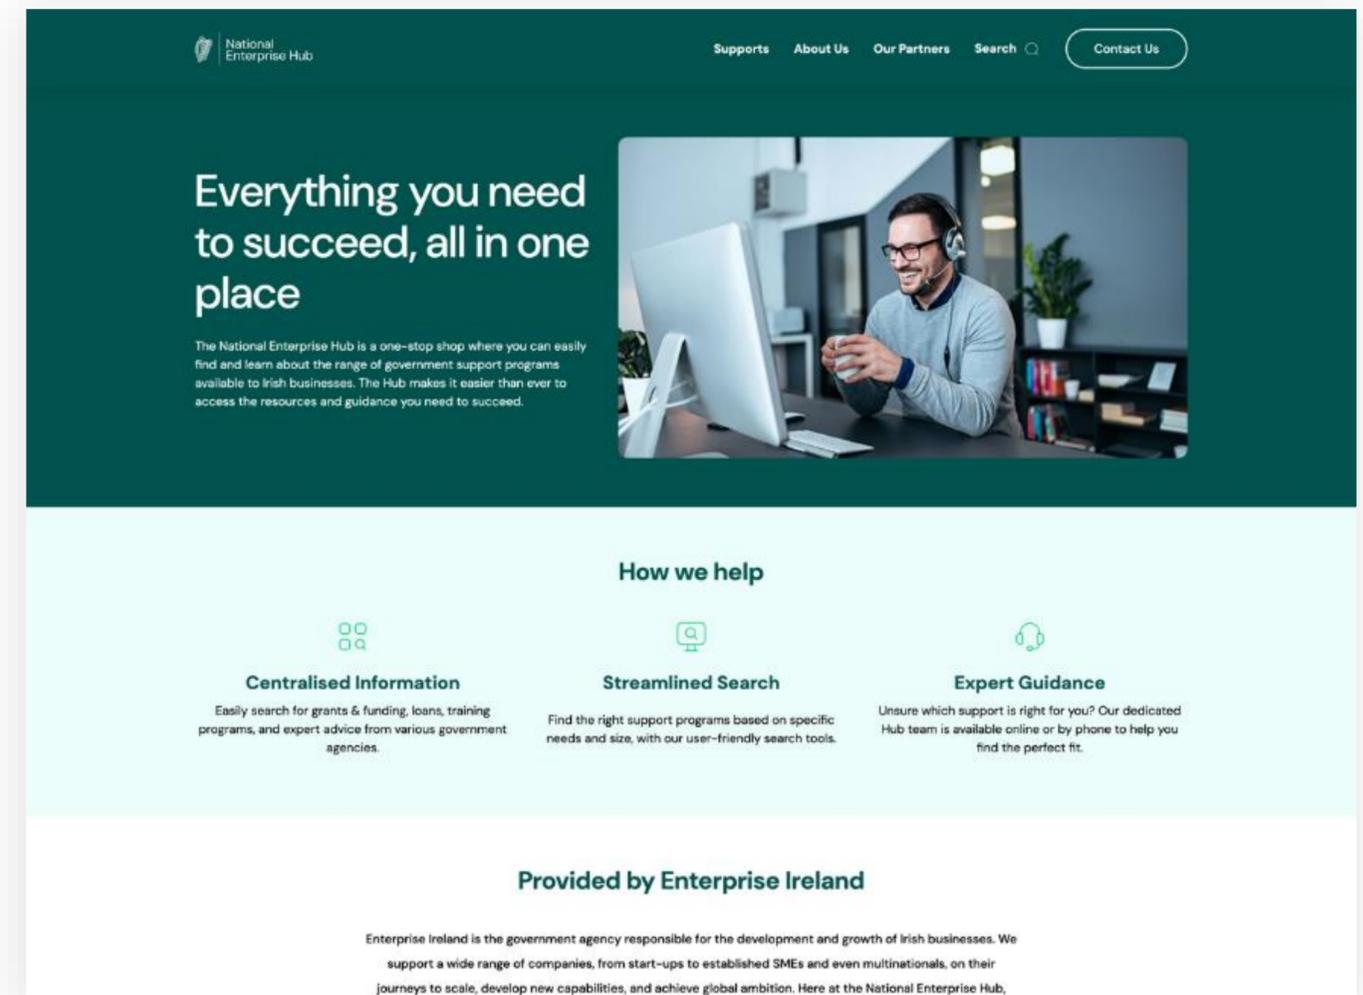 National
Enterprise Hub
Supports About Us Our Partners Search Contact Us
Everything you need
to succeed, all in one
place
The National Enterprise Hub is a one-stop shop where you can easily
find and learn about the range of government support programs
available to Irish businesses. The Hub makes it easier than ever to
access the resources and guidance you need to succeed.
How we help
Centralised Information
Easily search for grants & funding, loans, training
programs, and expert advice from various government
agencies.
Streamlined Search
Find the right support programs based on specific
needs and size, with our user-friendly search tools.
Expert Guidance
Unsure which support is right for you? Our dedicated
Hub team is available online or by phone to help you
find the perfect fit.
Provided by Enterprise Ireland
Enterprise Ireland is the government agency responsible for the development and growth of Irish businesses. We
support a wide range of companies, from start-ups to established SMEs and even multinationals, on their
journeys to scale, develop new capabilities, and achieve global ambition. Here at the National Enterprise Hub,